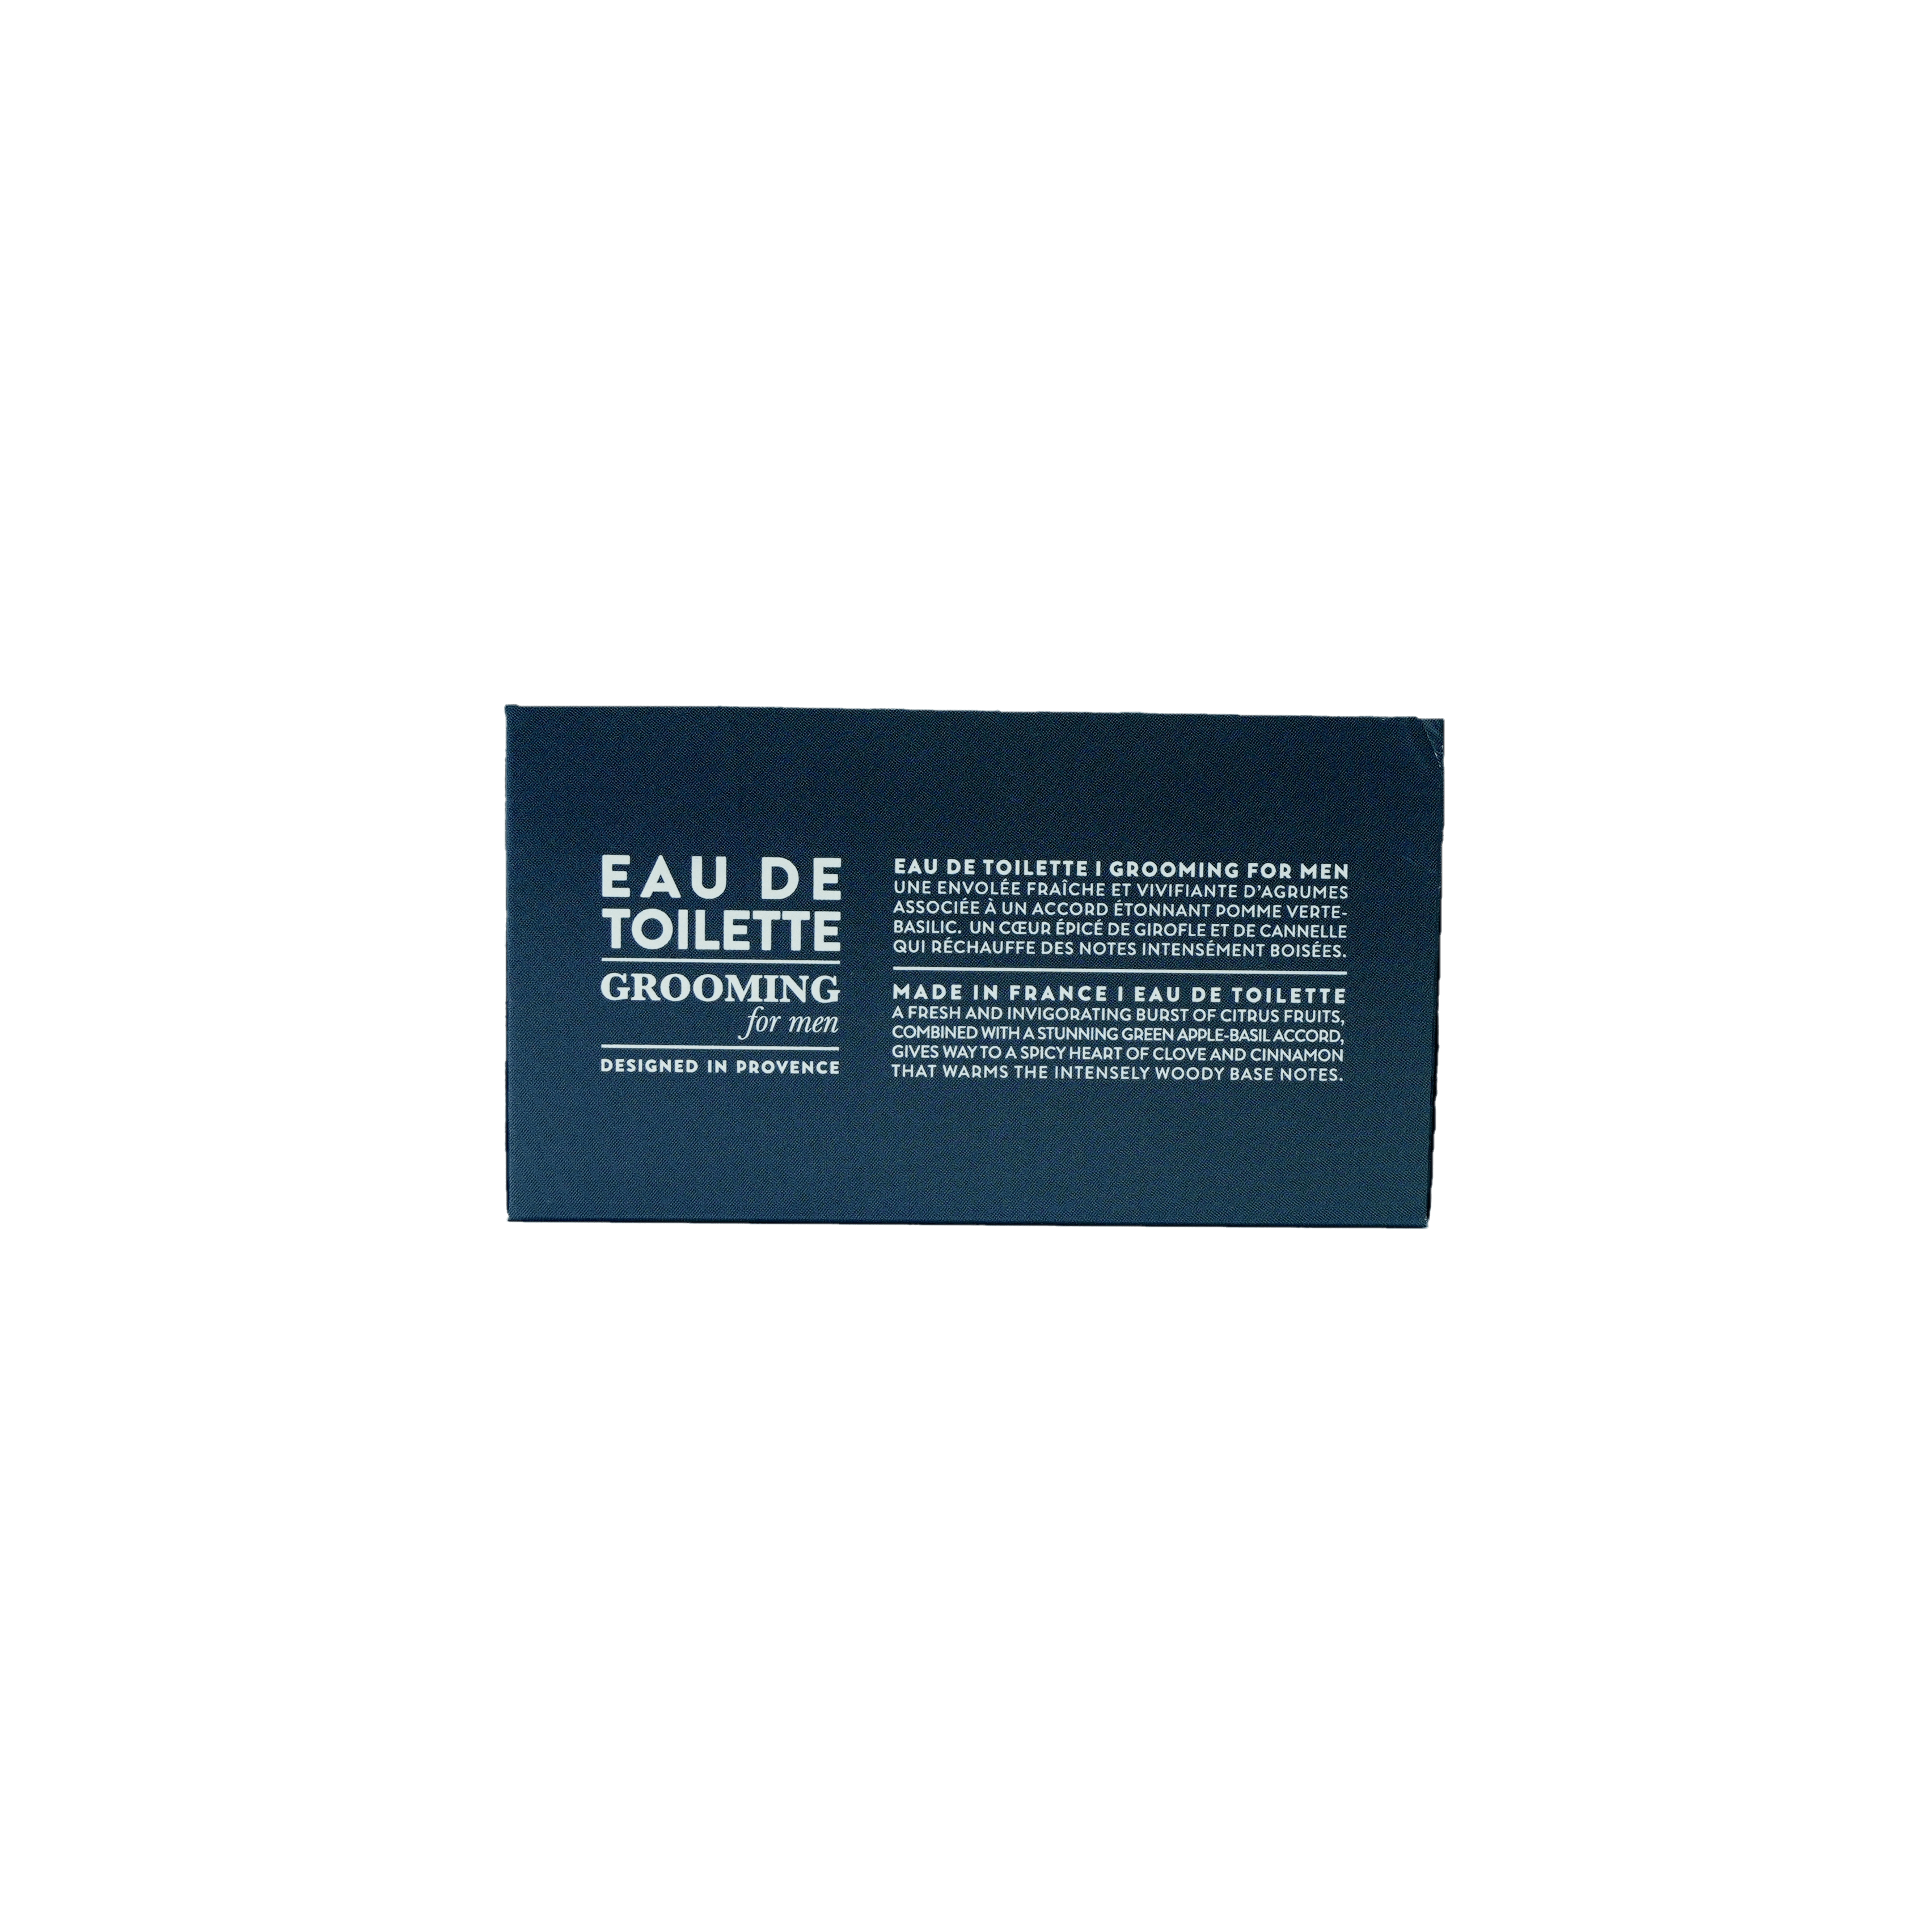 EAU DE
TOILETTE
GROOMING
for men
DESIGNED IN PROVENCE
EAU DE TOILETTE | GROOMING FOR MEN
UNE ENVOLÉE FRAÎCHE ET VIVIFIANTE D'AGRUMES
ASSOCIÉE À UN ACCORD ÉTONNANT POMME VERTE-
BASILIC. UN CŒUR ÉPICÉ DE GIROFLE ET DE CANNELLE
QUI RÉCHAUFFE DES NOTES INTENSÉMENT BOISÉES.
MADE IN FRANCE | EAU DE TOILETTE
A FRESH AND INVIGORATING BURST OF CITRUS FRUITS,
COMBINED WITH A STUNNING GREEN APPLE-BASIL ACCORD,
GIVES WAY TO A SPICY HEART OF CLOVE AND CINNAMON
THAT WARMS THE INTENSELY WOODY BASE NOTES.